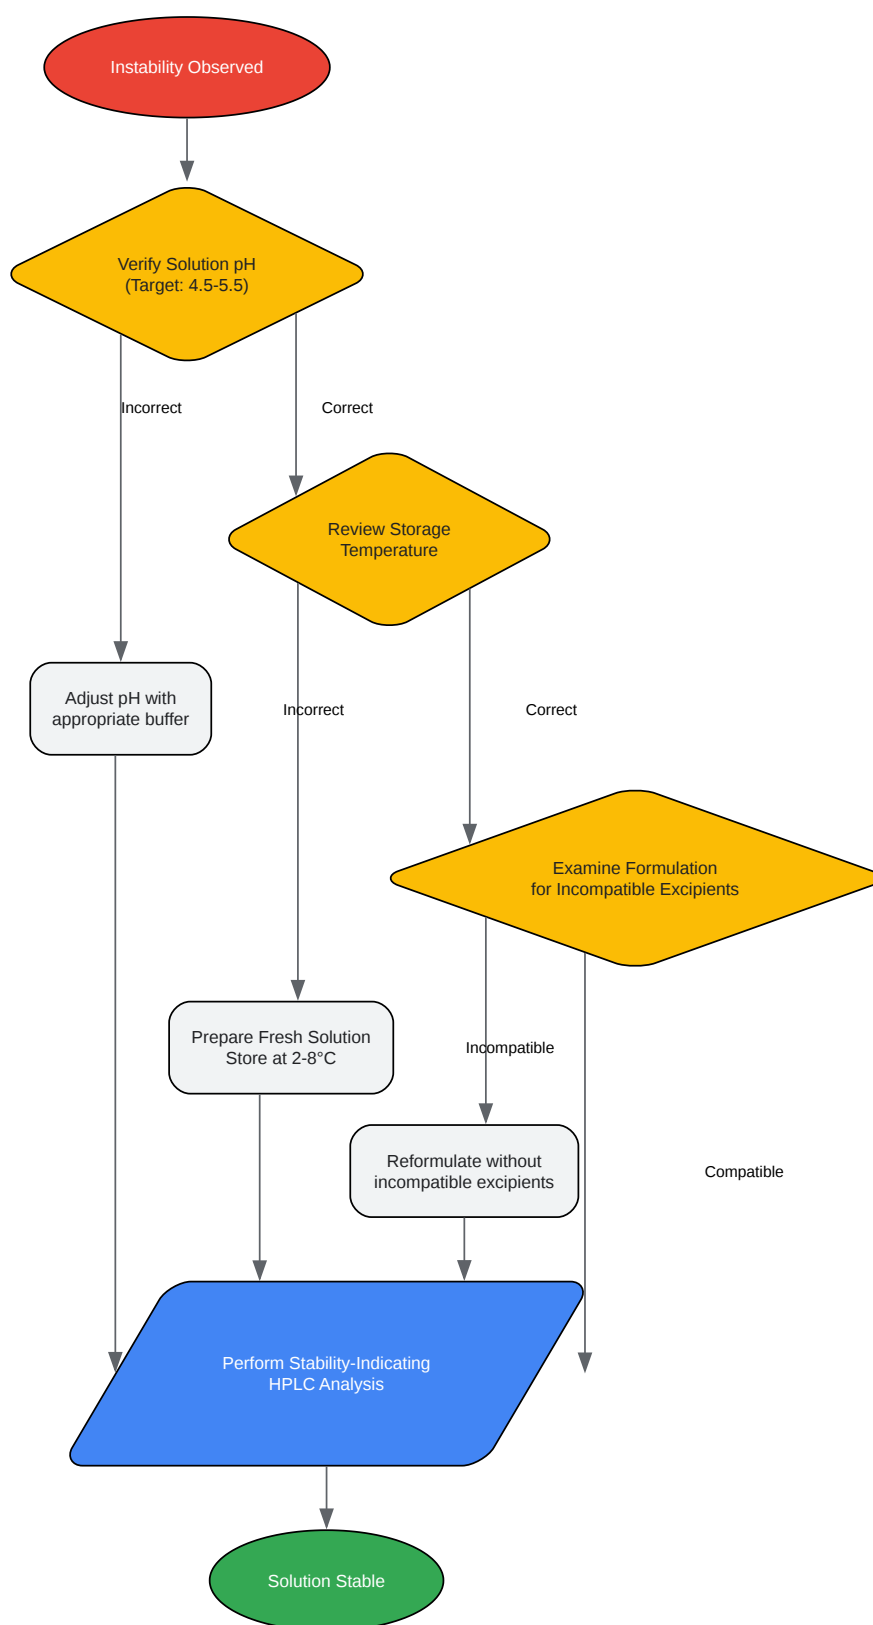 Instability Observed
Verify Solution pH
(Target: 4.5-5.5)
Incorrect
Correct
Review Storage
Temperature
Adjust pH with
appropriate buffer
Incorrect
Correct
Examine Formulation
for Incompatible Excipients
Prepare Fresh Solution
Store at 2-8°C
Incompatible
Reformulate without
incompatible excipients
Compatible
Perform Stability-Indicating
HPLC Analysis
Solution Stable